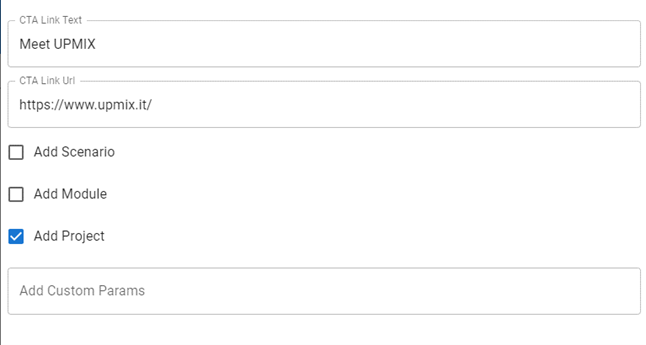 CTA Link Text
Meet UPMIX
CTA Link Url
https://www.upmix.it/
Add Scenario
Add Module
Add Project
Add Custom Params